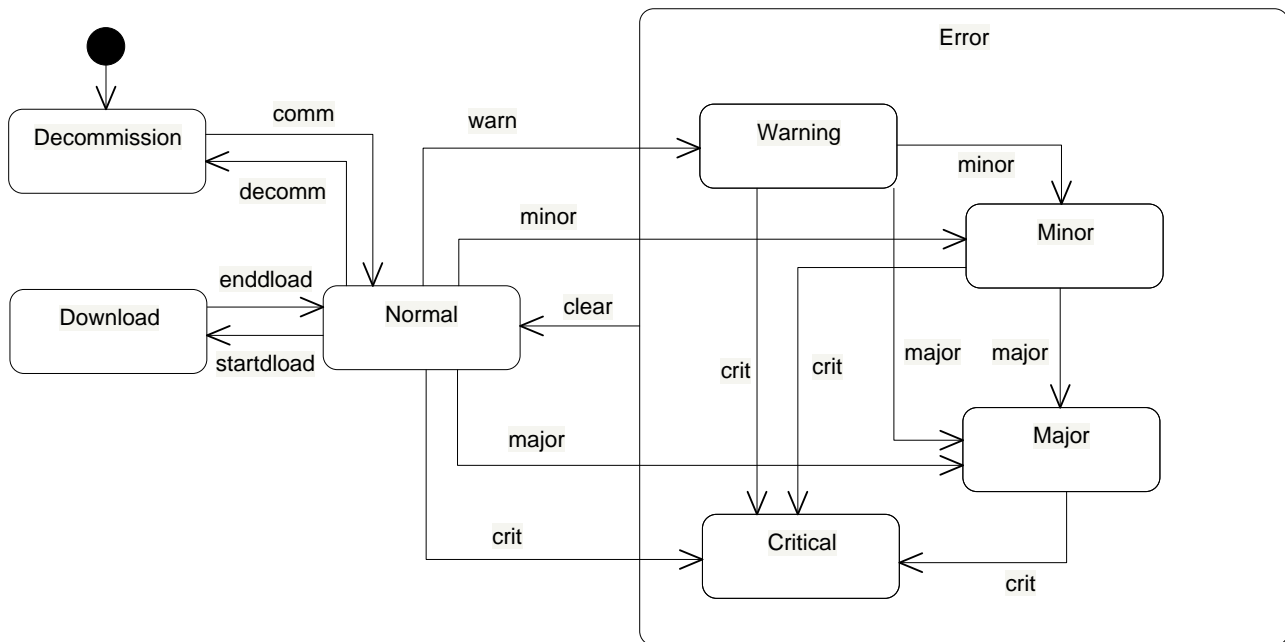 Error
comm
warn
Warning
Decommission
minor
decomm
minor
Minor
enddload
clear
Download
Normal
startdload
crit
crit
major
major
major
Major
crit
Critical
crit